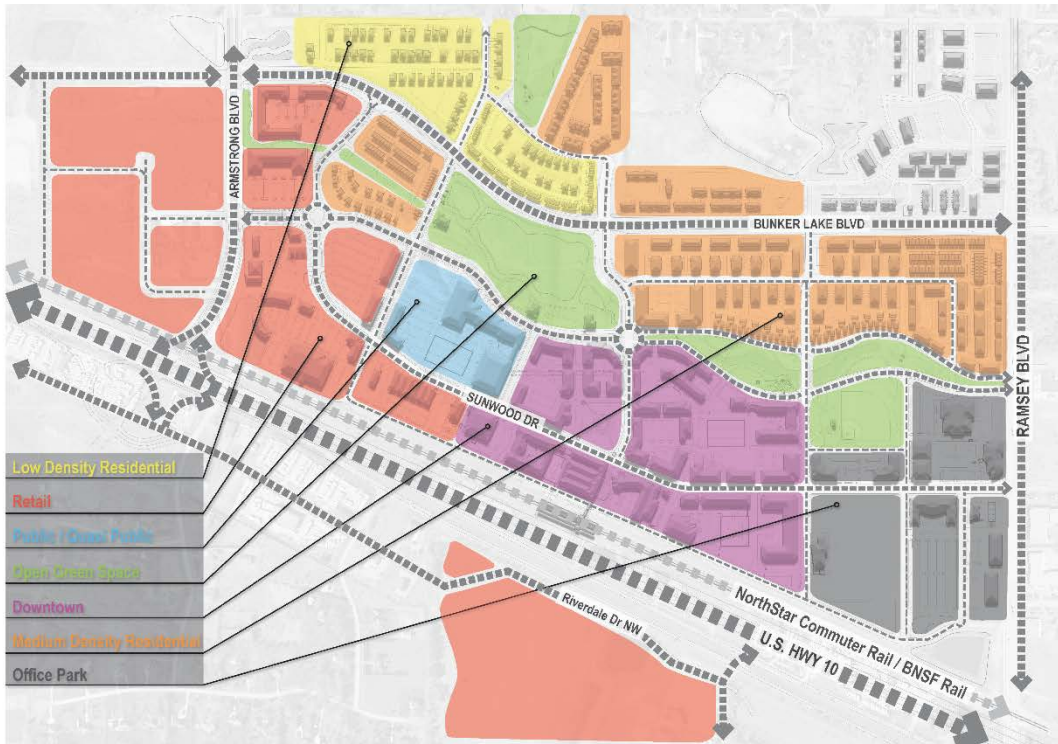 ARMSTRONG BLVD
BUNKER LAKE BLVD
RAMSEY BLVD
SUNWOOD DR
Low Density Residential
Retail
Public / Quasi Public
Open Green Space
Downtown
Medium Density Residential
Office Park
Riverdale Dr NW
NorthStar Commuter Rail / BNSF Rail
U.S. HWY 10